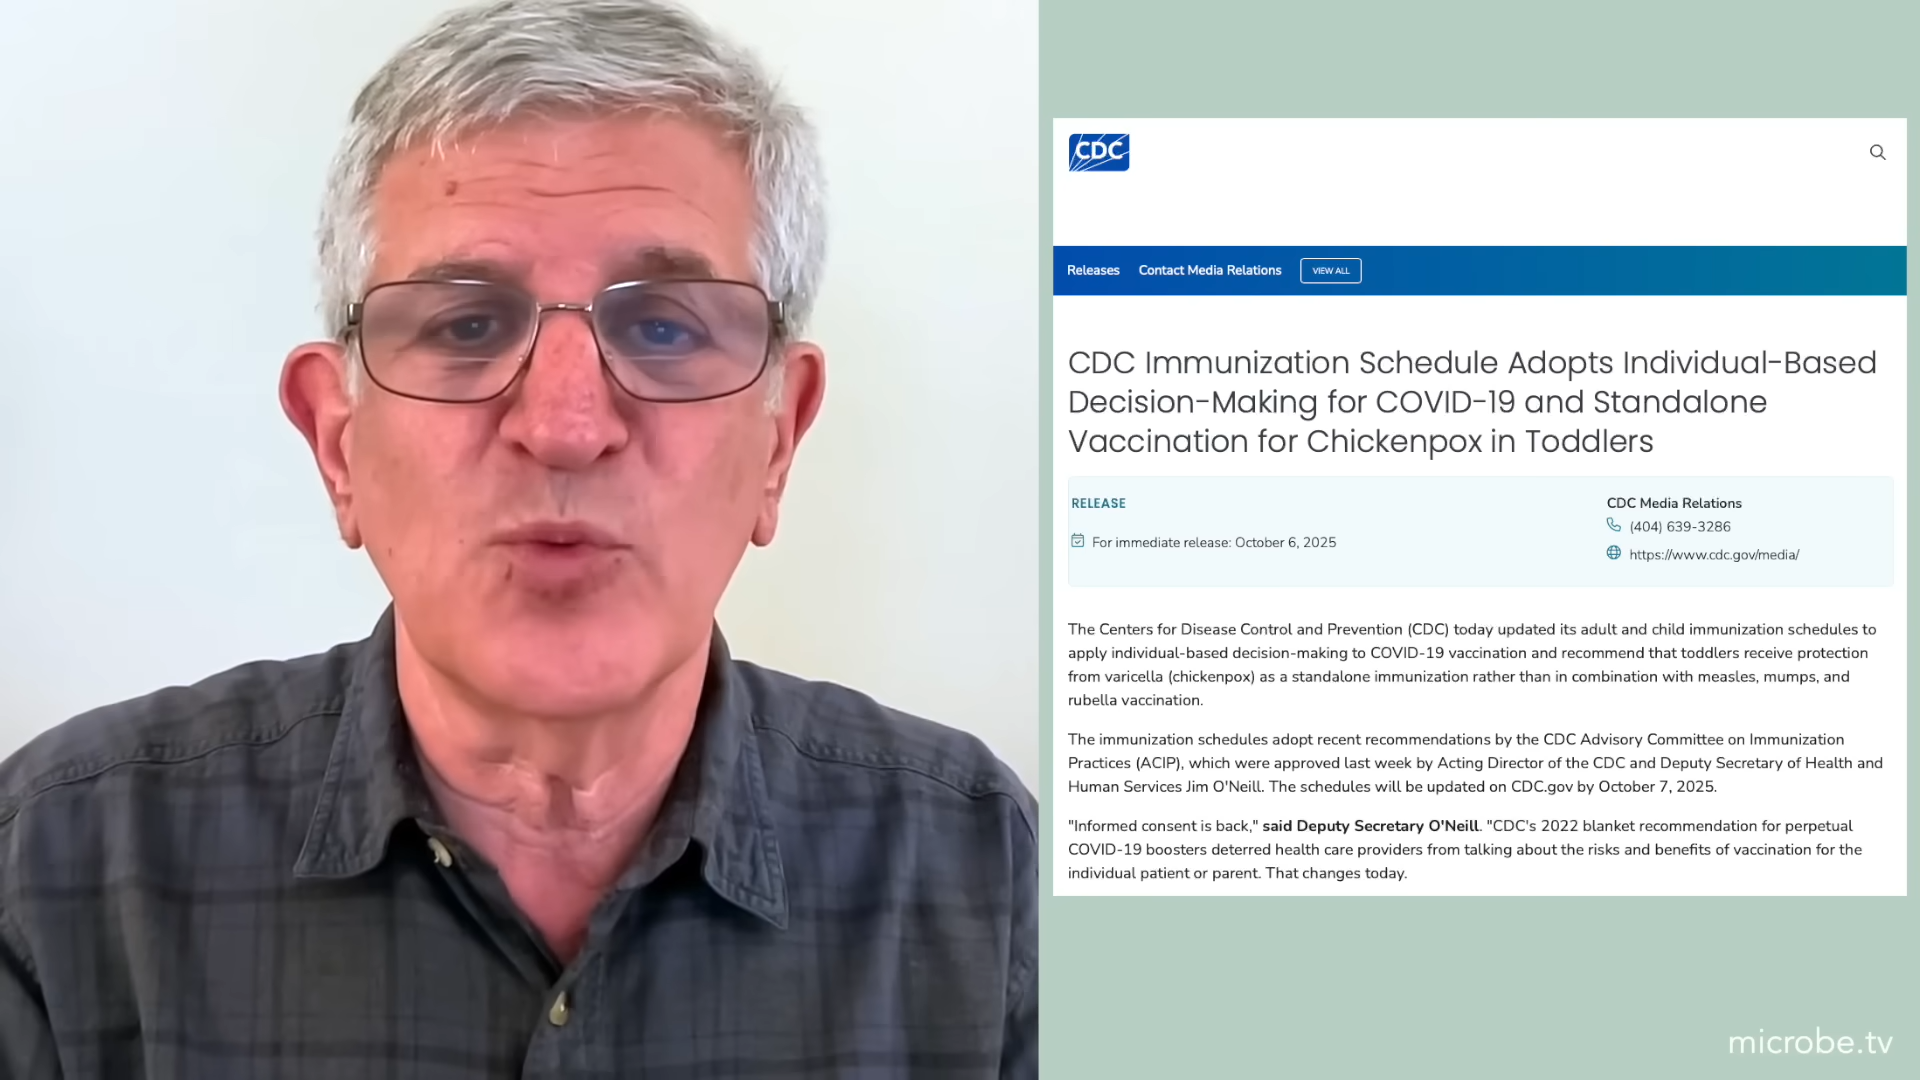 CDC
Releases Contact Media Relations VIEW ALL
CDC Immunization Schedule Adopts Individual-Based
Decision-Making for COVID-19 and Standalone
Vaccination for Chickenpox in Toddlers
RELEASE
For immediate release: October 6, 2025
CDC Media Relations
(404) 639-3286
https://www.cdc.gov/media/
The Centers for Disease Control and Prevention (CDC) today updated its adult and child immunization schedules to
apply individual-based decision-making to COVID-19 vaccination and recommend that toddlers receive protection
from varicella (chickenpox) as a standalone immunization rather than in combination with measles, mumps, and
rubella vaccination.
The immunization schedules adopt recent recommendations by the CDC Advisory Committee on Immunization
Practices (ACIP), which were approved last week by Acting Director of the CDC and Deputy Secretary of Health and
Human Services Jim O'Neill. The schedules will be updated on CDC.gov by October 7, 2025.
"Informed consent is back," said Deputy Secretary O'Neill. "CDC's 2022 blanket recommendation for perpetual
COVID-19 boosters deterred health care providers from talking about the risks and benefits of vaccination for the
individual patient or parent. That changes today.
microbe.tv